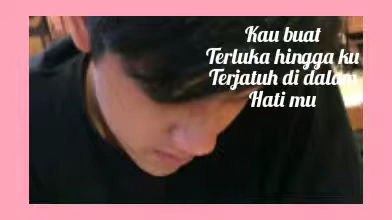 Kau buat
Terluka hingga ku
Terjatuh di dalam
Hati mu